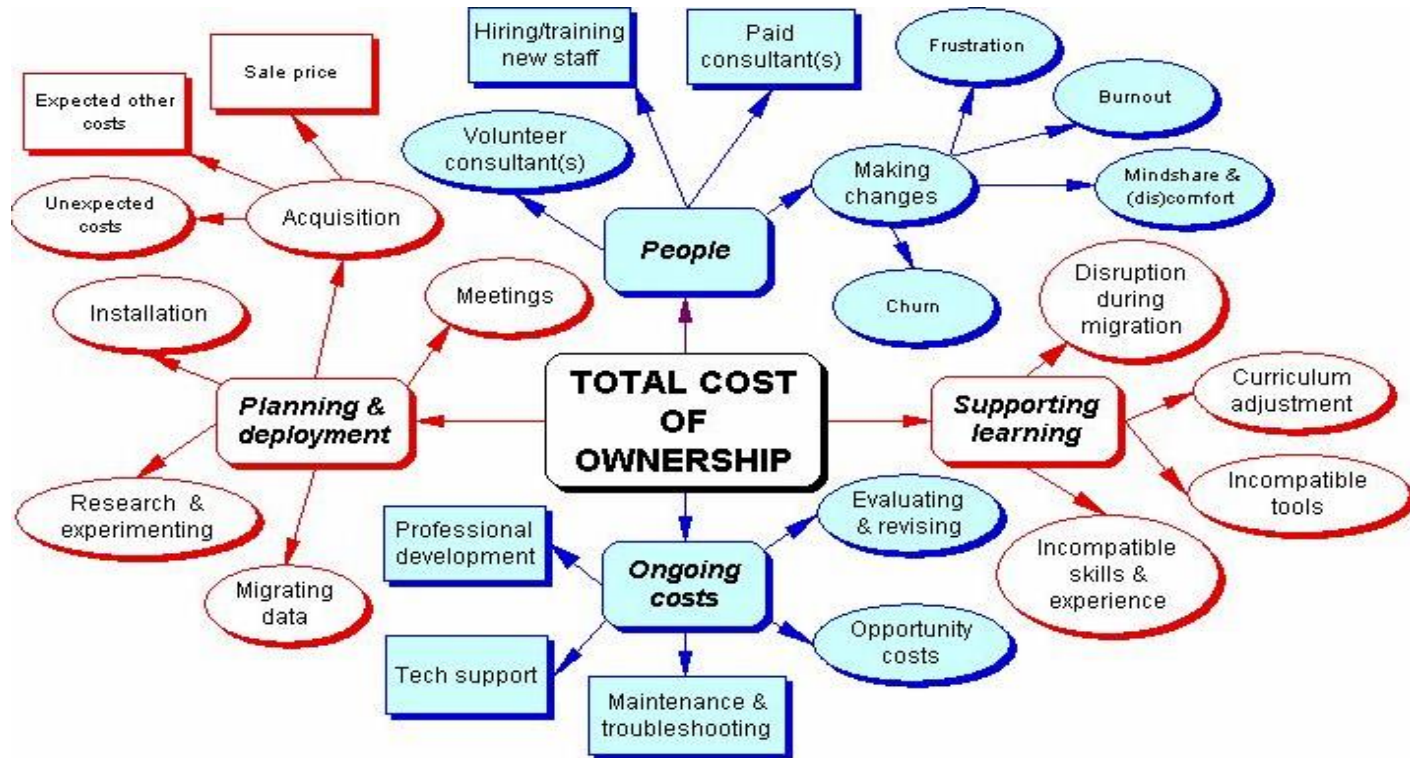 Hiring/training
new staff
Paid
consultant(s)
Frustration
Sale price
Expected other
costs
Burnout
Volunteer
consultant(s)
Making
changes
Mindshare &
(dis)comfort
Unexpected
costs
Acquisition
People
Disruption
during
migration
Meetings
Installation
Churn
TOTAL COST
OF
OWNERSHIP
Planning &
deployment
Supporting
learning
Curriculum
adjustment
Research &
experimenting
Professional
development
Evaluating
& revising
Incompatible
tools
Ongoing
costs
Incompatible
skills &
experience
Migrating
data
Opportunity
costs
Tech support
Maintenance &
troubleshooting